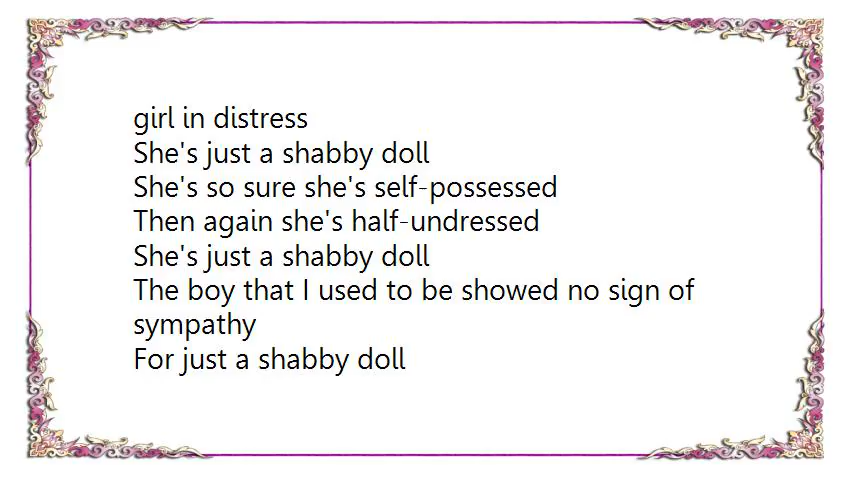 girl in distress
She's just a shabby doll
She's so sure she's self-possessed
Then again she's half-undressed
She's just a shabby doll
The boy that I used to be showed no sign of
sympathy
For just a shabby doll